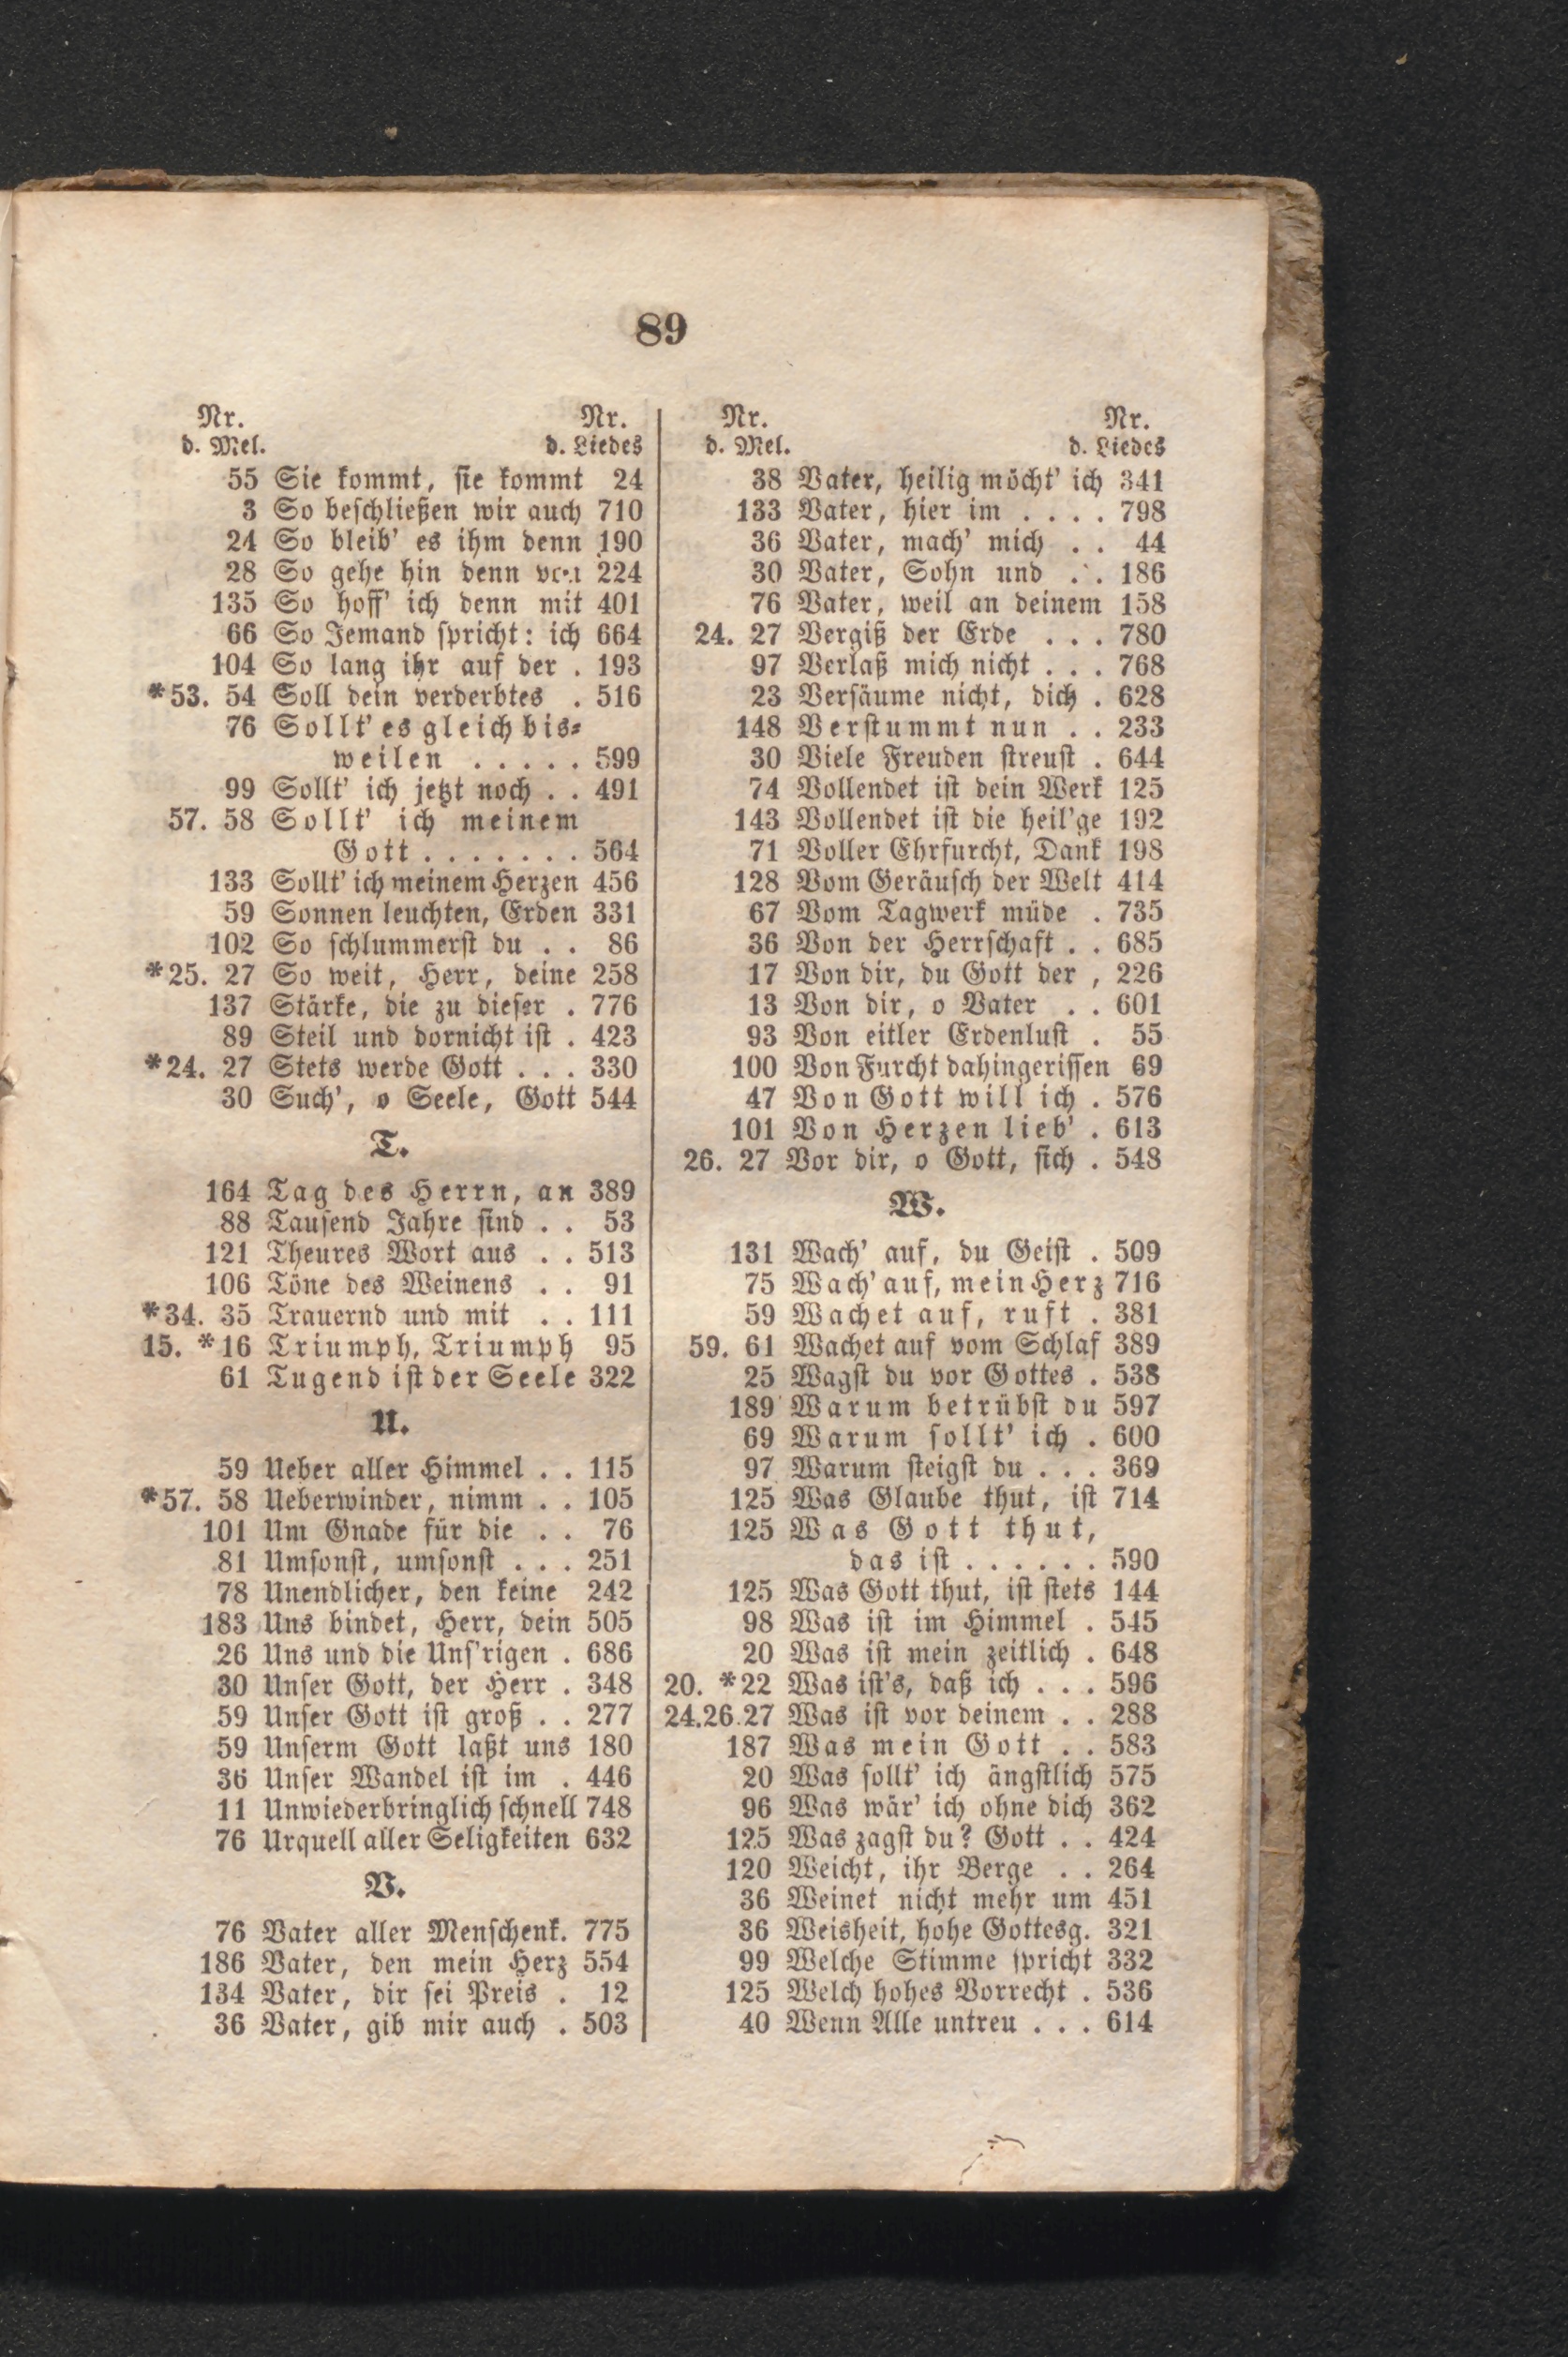 89
Nr. Nr.
d. Mel. d. Liedes
55 Sie kommt, sie kommt 24
3 So beschließen wir auch 710
24 So bleib' es ihm denn 190
28 So gehe hin denn von 224
135 So hoff' ich denn mit 401
66 So Jemand spricht: ich 664
104 So lang ihr auf der . 193
*53. 54 Soll dein verderbtes . 516
76 Sollt' es gleich bis-
weilen . . . . . 599
99 Sollt' ich jetzt noch . . 491
57. 58 Sollt' ich meinem
Gott . . . . . . . 564
133 Sollt' ich meinem Herzen 456
59 Sonnen leuchten, Erden 331
102 So schlummerst du . . 86
*25. 27 So weit, Herr, deine 258
137 Stärke, die zu dieser . 776
89 Steil und dornicht ist . 423
*24. 27 Stets werde Gott . . . 330
30 Such', o Seele, Gott 544
T.
164 Tag des Herrn, an 389
88 Tausend Jahre sind . . 53
121 Theures Wort aus . . 513
106 Töne des Weinens . . 91
*34. 35 Trauernd und mit . . 111
15. *16 Triumph, Triumph 95
61 Tugend ist der Seele 322
U.
59 Ueber aller Himmel . . 115
*57. 58 Ueberwinder, nimm . . 105
101 Um Gnade für die . . 76
81 Umsonst, umsonst . . . 251
78 Unendlicher, den keine 242
183 Uns bindet, Herr, dein 505
26 Uns und die Uns'rigen . 686
30 Unser Gott, der Herr . 348
59 Unser Gott ist groß . . 277
59 Unserm Gott laßt uns 180
36 Unser Wandel ist im . 446
11 Unwiederbringlich schnell 748
76 Urquell aller Seligkeiten 632
V.
76 Vater aller Menschenk. 775
186 Vater, den mein Herz 554
134 Vater, dir sei Preis . 12
36 Vater, gib mir auch . 503
Nr. Nr.
d. Mel. d. Liedes
38 Vater, heilig möcht' ich 341
133 Vater, hier im . . . . 798
36 Vater, mach' mich . . 44
30 Vater, Sohn und . . 186
76 Vater, weil an deinem 158
24. 27 Vergiß der Erde . . . 780
97 Verlaß mich nicht . . . 768
23 Versäume nicht, dich . 628
148 Verstummt nun . . 233
30 Viele Freuden streust . 644
74 Vollendet ist dein Werk 125
143 Vollendet ist die heil'ge 192
71 Voller Ehrfurcht, Dank 198
128 Vom Geräusch der Welt 414
67 Vom Tagwerk müde . 735
36 Von der Herrschaft . . 685
17 Von dir, du Gott der , 226
13 Von dir, o Vater . . 601
93 Von eitler Erdenlust . 55
100 Von Furcht dahingerissen 69
47 Von Gott will ich . 576
101 Von Herzen lieb' . 613
26. 27 Vor dir, o Gott, sich . 548
W.
131 Wach' auf, du Geist . 509
75 Wach' auf, mein Herz 716
59 Wachet auf, ruft . 381
59. 61 Wachet auf vom Schlaf 389
25 Wagst du vor Gottes . 538
189 Warum betrübst du 597
69 Warum sollt' ich . 600
97 Warum steigst du . . . 369
125 Was Glaube thut, ist 714
125 Was Gott thut,
das ist . . . . . . 590
125 Was Gott thut, ist stets 144
98 Was ist im Himmel . 545
20 Was ist mein zeitlich . 648
20. *22 Was ist's, daß ich . . . 596
24.26.27 Was ist vor deinem . . 288
187 Was mein Gott . . 583
20 Was sollt' ich ängstlich 575
96 Was wär' ich ohne dich 362
125 Was zagst du? Gott . . 424
120 Weicht, ihr Berge . . 264
36 Weinet nicht mehr um 451
36 Weisheit, hohe Gottesg. 321
99 Welche Stimme spricht 332
125 Welch hohes Vorrecht . 536
40 Wenn Alle untreu . . . 614